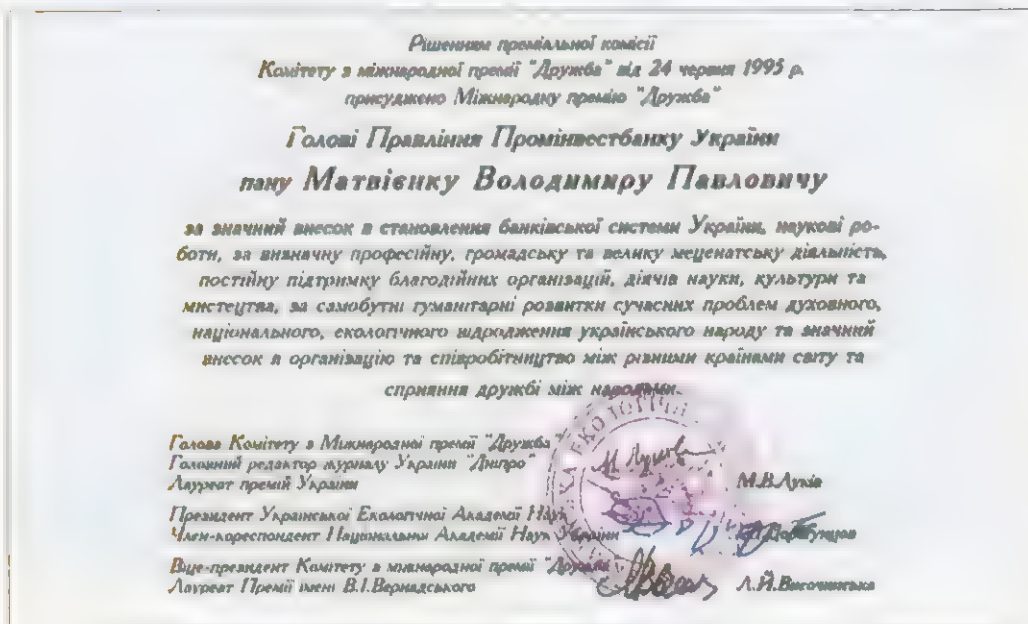 Рішенням преміальної комісії
Комітету з міжнародної премії "Дружба" від 24 червня 1995 р.
присуджено Міжнародну премію "Дружба"
Голові Правління Промінвестбанку України
пану Матвієнку Володимиру Павловичу
за значний внесок в становлення банківської системи України, наукові ро-
боти, за визначну професійну, громадську та велику меценатську діяльність,
постійну підтримку благодійних організацій, діячів науки, культури та
мистецтва, за самобутні гуманітарні розвитки сучасних проблем духовного,
національного, екологічного відродження українського народу та значний
внесок в організацію та співробітництво між різними країнами світу та
сприяння дружбі між народами.
Голова Комітету з Міжнародної премії "Дружба
Головний редактор журналу України "Дніпро"
Лауреат премій України
М.В.Луків
Президент Української Екологічної Академії Наук
Член-кореспондент Національни Академії Наук України
Віце-президент Комітету з міжнародної премії "Дружба
Лауреат Премії імені В.І.Вернадського
Л.Й.Височинська
ЕКОЛОГІЧН